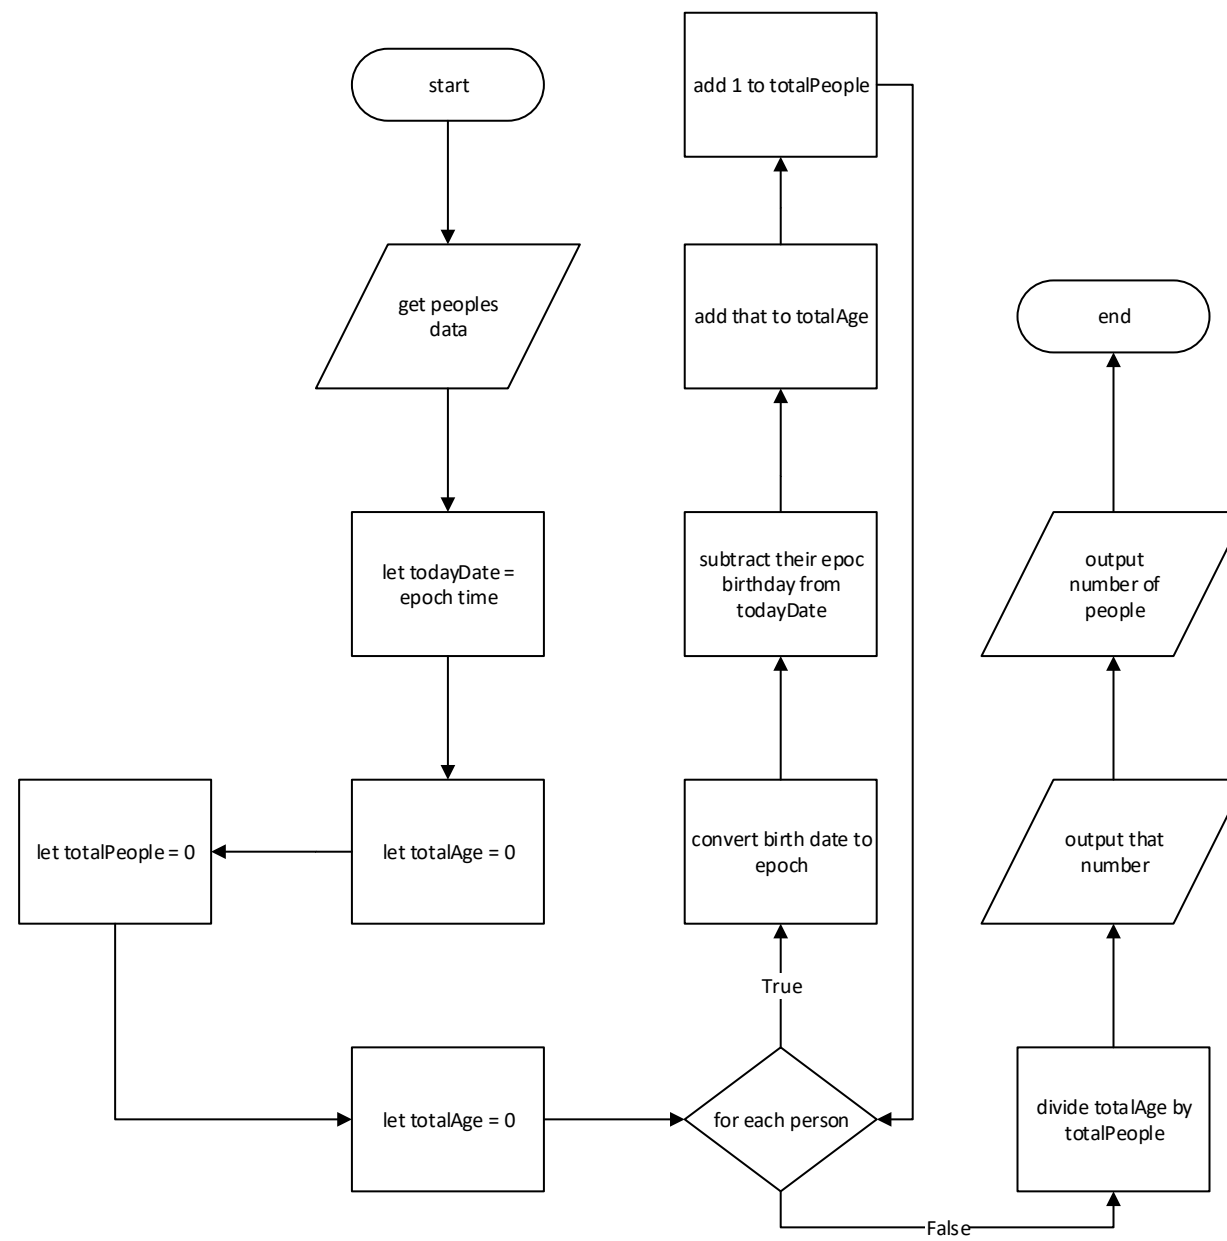 start
get peoples
data
let todayDate =
epoch time
let totalAge = 0
let totalPeople = 0
let totalAge = 0
for each person
True
convert birth date to
epoch
subtract their epoc
birthday from
todayDate
add that to totalAge
add 1 to totalPeople
False
divide totalAge by
totalPeople
output that
number
output
number of
people
end